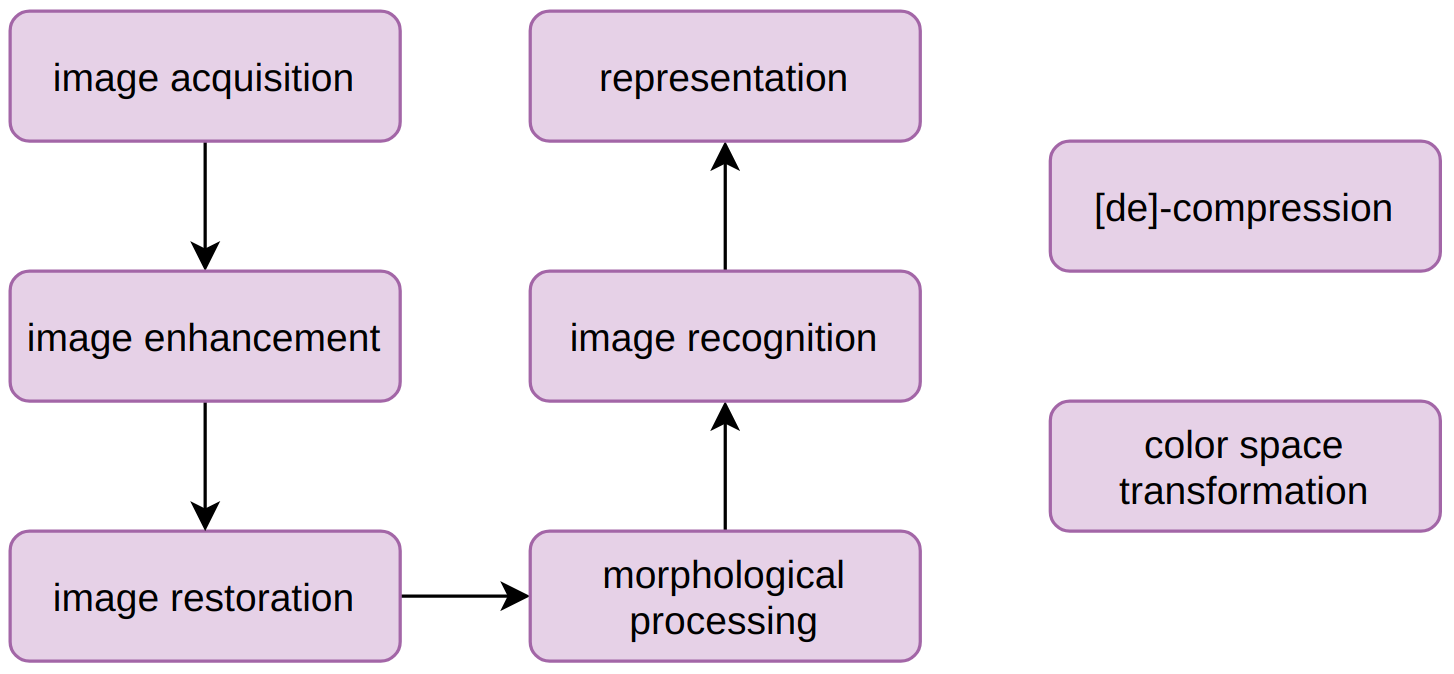 image acquisition
image enhancement
image restoration
morphological
processing
image recognition
representation
[de]-compression
color space
transformation